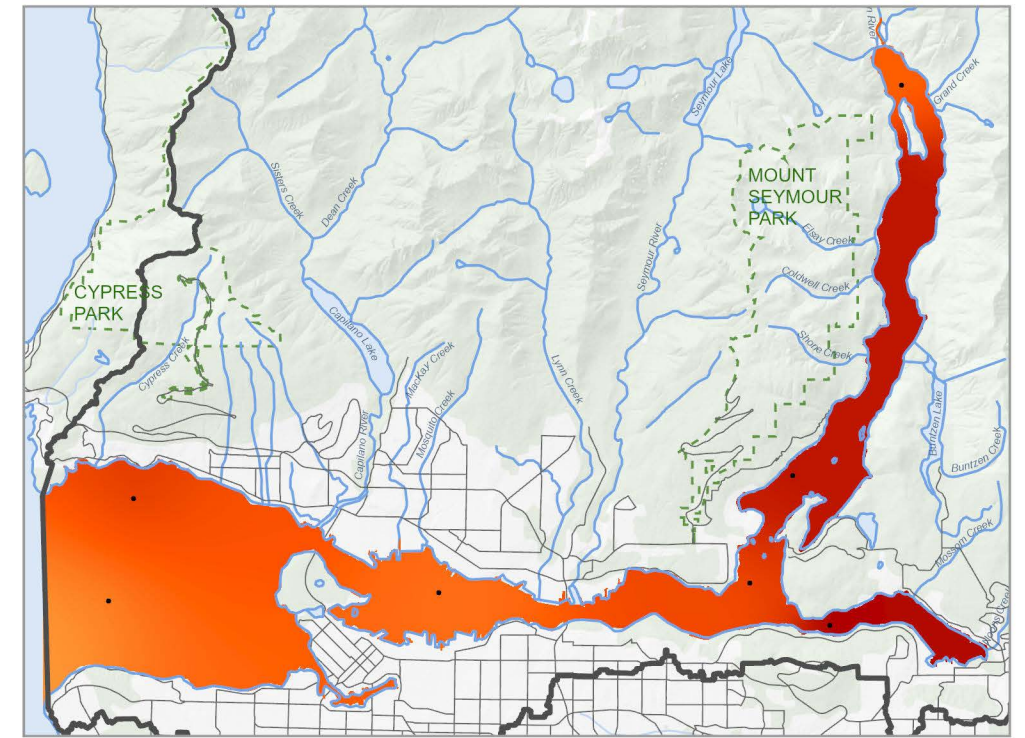 n River
Grand Creek
Seymour Lake
MOUNT
SEYMOUR
PARK
Sisters Creek
Dean Creek
Elsay Creek
Seymour River
Coldwell Creek
CYPRESS
PARK
Capilano Lake
Shone Creek
Cypress Creek
MacKay Creek
Lynn Creek
Mosquito Creek
Buntzen Lake
Capilano River
Buntzen Creek
Mossom Creek